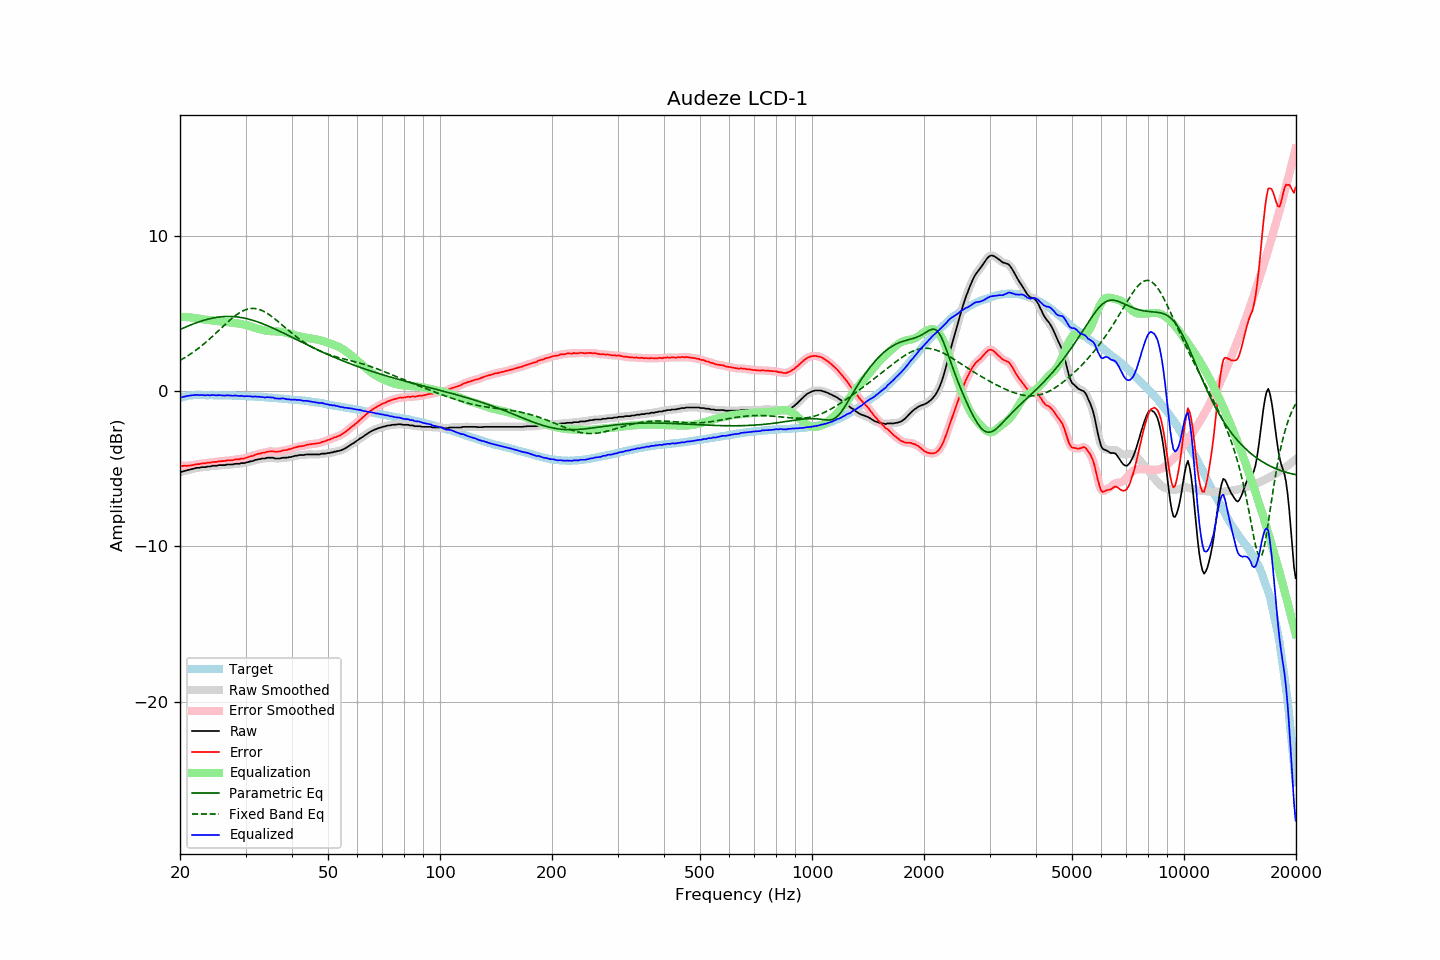 Audeze LCD-1
Amplitude (dBr)
10
0
−10
−20
Target
Raw Smoothed
Error Smoothed
Raw
Error
Equalization
Parametric Eq
Fixed Band Eq
Equalized
20 50 100 200 500 1000 2000 5000 10000 20000
Frequency (Hz)